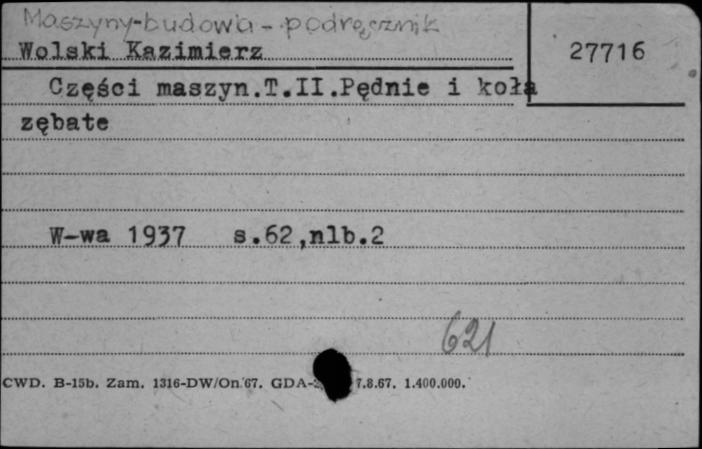 Maszyny-budowa-podręcznik
Wolski Kazimierz
27716
Części maszyn.T.II.Pędnie i koła
zębate
W-wa 1937 s.62,nlb.2
621
CWD. B-15b. Zam. 1316-DW/On.67. GDA- 7.8.67. 1.400.000.